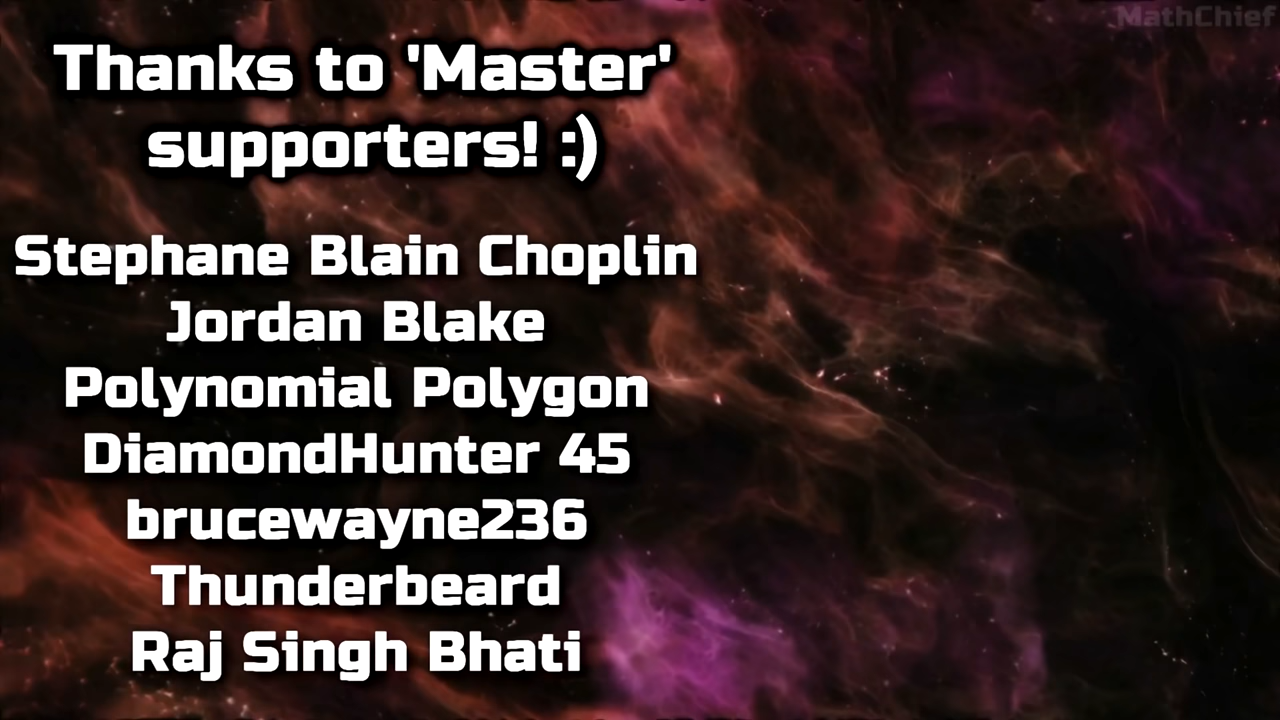 MathChief
Thanks to 'Master'
supporters! :)
Stephane Blain Choplin
Jordan Blake
Polynomial Polygon
DiamondHunter 45
brucewayne236
Thunderbeard
Raj Singh Bhati